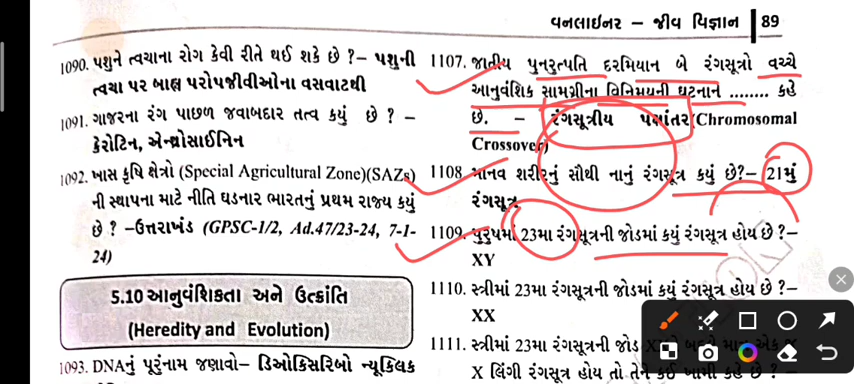 વનલાઇનર – જીવ વિજ્ઞાન 89
1090. પશુને ત્વચાના રોગ કેવી રીતે થઈ શકે છે ? – પશુની
ત્વચા પર બાહ્ય પરોપજીવીઓના વસવાટથી
1091. ગાજરના રંગ પાછળ જવાબદાર તત્વ કયું છે ? –
કેરોટિન, એન્થ્રોસાઈનિન
1092. ખાસ કૃષિ ક્ષેત્રો (Special Agricultural Zone)(SAZs)
ની સ્થાપના માટે નીતિ ઘડનાર ભારતનું પ્રથમ રાજ્ય કયું
છે ? –ઉત્તરાખંડ (GPSC-1/2, Ad.47/23-24, 7-1-
24)
5.10 આનુવંશિકતા અને ઉત્ક્રાંતિ
(Heredity and Evolution)
1093. DNAનું પૂરુંનામ જણાવો– ડિઓક્સિરિબો ન્યૂક્લિક
1107. જાતીય પુનરુત્પતિ દરમિયાન બે રંગસૂત્રો વચ્ચે
આનુવંશિક સામગ્રીના વિનિમયની ઘટનાને ........ કહે
છે. – રંગસૂત્રીય પક્ષાંતર(Chromosomal
Crossover)
1108 માનવ શરીરનું સૌથી નાનું રંગસૂત્ર કયું છે?– 21મું
રંગસૂત્ર
1109. પુરુષમાં 23મા રંગસૂત્રની જોડમાં કયું રંગસૂત્ર હોય છે ?–
XY
1110. સ્ત્રીમાં 23મા રંગસૂત્રની જોડમાં કયું રંગસૂત્ર હોય છે ?–
XX
1111. સ્ત્રીમાં 23મા રંગસૂત્રની જોડ
X લિંગી રંગસૂત્ર હોય તો તેને કઈ ખામી કહે છે ? –